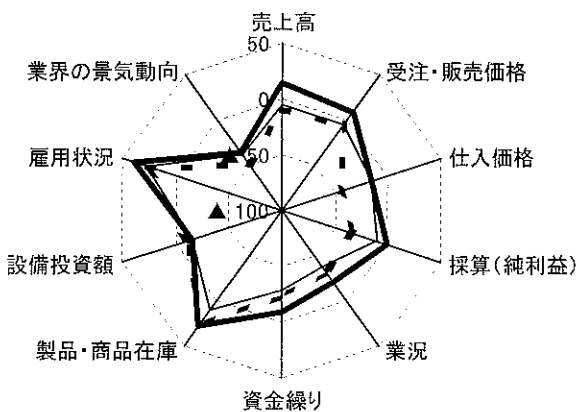 売上高
50
業界の景気動向
受注・販売価格
0
雇用状況
▲ 50
仕入価格
▲ 100
設備投資額
採算（純利益）
製品・商品在庫
業況
資金繰り